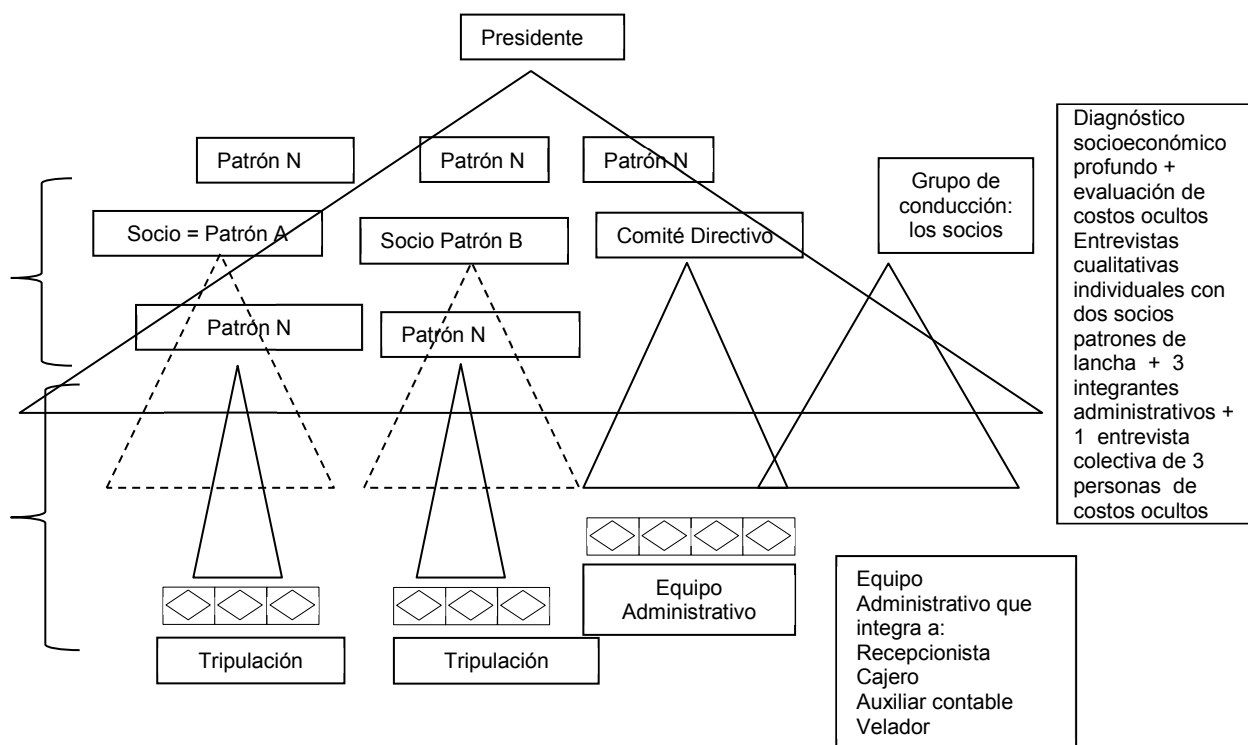 Presidente
Patrón N
Patrón N
Patrón N
Socio = Patrón A
Socio Patrón B
Comité Directivo
Grupo de
conducción:
los socios
Patrón N
Patrón N
Diagnóstico
socioeconómico
profundo +
evaluación de
costos ocultos
Entrevistas
cualitativas
individuales con
dos socios
patrones de
lancha + 3
integrantes
administrativos +
1 entrevista
colectiva de 3
personas de
costos ocultos
Tripulación
Tripulación
Equipo
Administrativo
Equipo
Administrativo que
integra a:
Recepcionista
Cajero
Auxiliar contable
Velador